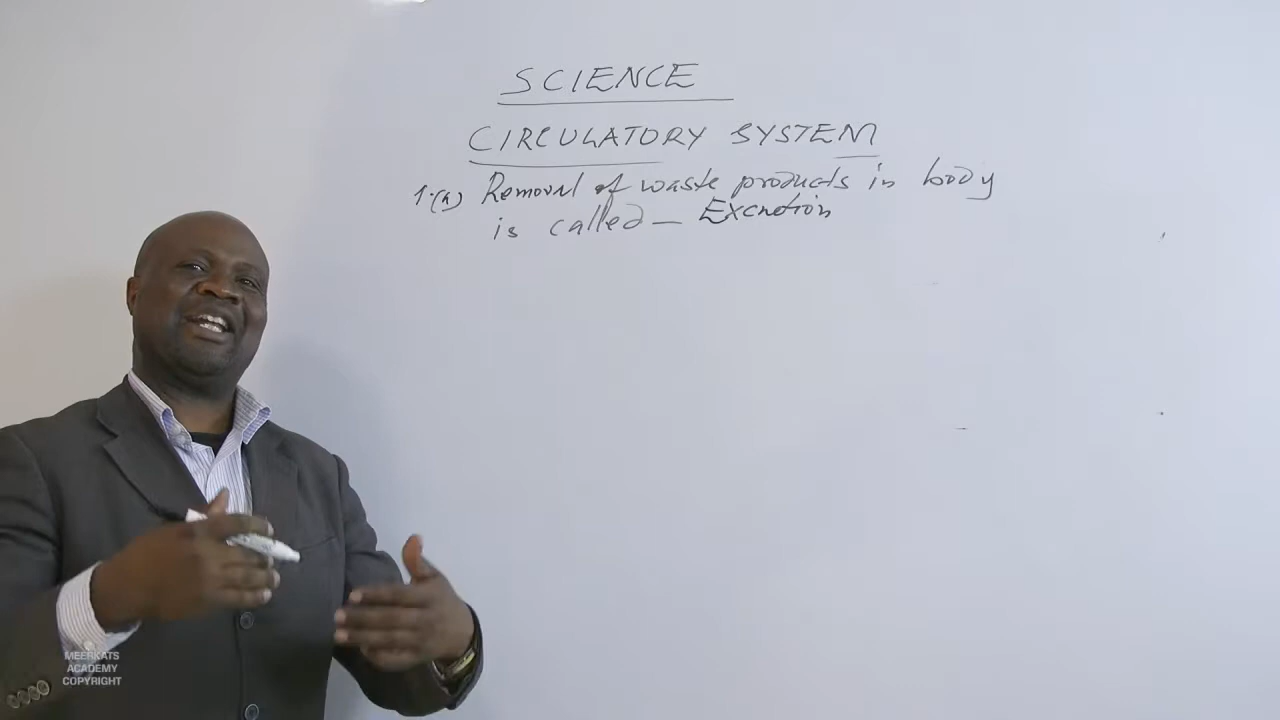 SCIENCE
CIRCULATORY SYSTEM
1.(a) Removal of waste products in body
is called — Excretion
MEERKATS
ACADEMY
COPYRIGHT